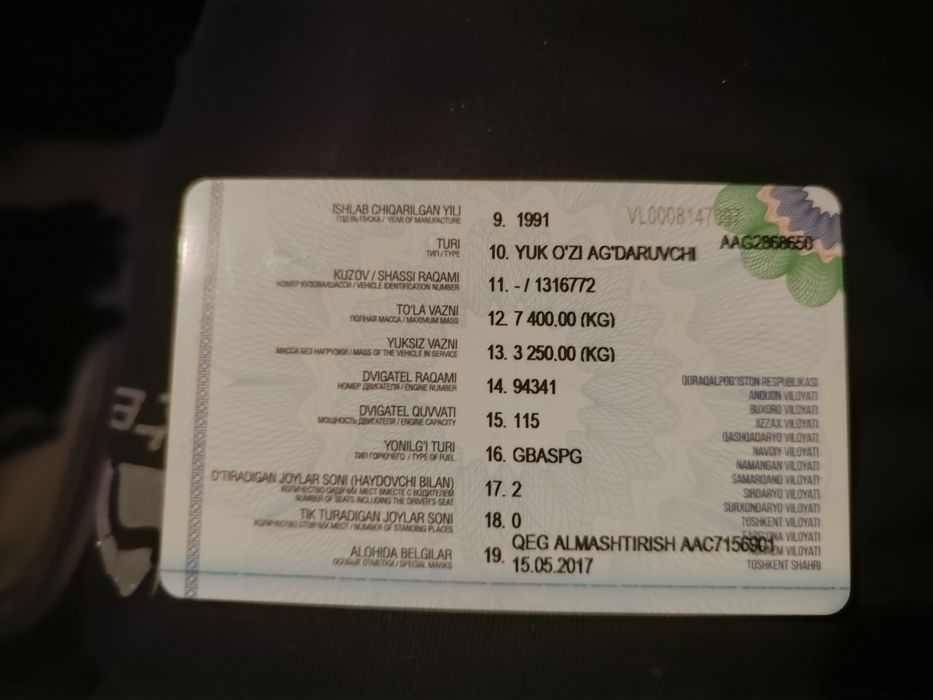 ISHLAB CHIQARILGAN YILI
ГОД ВЫПУСКА / YEAR OF MANUFACTURE
9. 1991
VL0008147
AAG2868650
TURI
ТИП / TYPE
10. YUK O'ZI AG'DARUVCHI
KUZOV / SHASSI RAQAMI
НОМЕР КУЗОВА/ШАССИ / VEHICLE IDENTIFICATION NUMBER
11. - / 1316772
TO'LA VAZNI
ПОЛНАЯ МАССА / MAXIMUM MASS
12. 7 400.00 (KG)
YUKSIZ VAZNI
МАССА БЕЗ НАГРУЗКИ / MASS OF THE VEHICLE IN SERVICE
13. 3 250.00 (KG)
DVIGATEL RAQAMI
НОМЕР ДВИГАТЕЛЯ / ENGINE NUMBER
14. 94341
DVIGATEL QUVVATI
МОЩНОСТЬ ДВИГАТЕЛЯ / ENGINE CAPACITY
15. 115
YONILG'I TURI
ТИП ГОРЮЧЕГО / TYPE OF FUEL
16. GBASPG
O'TIRADIGAN JOYLAR SONI (HAYDOVCHI BILAN)
КОЛИЧЕСТВО СИДЯЧИХ МЕСТ ВМЕСТЕ С ВОДИТЕЛЕМ
NUMBER OF SEATS INCLUDING THE DRIVER'S SEAT
17. 2
TIK TURADIGAN JOYLAR SONI
КОЛИЧЕСТВО СТОЯЧИХ МЕСТ / NUMBER OF STANDING PLACES
18. 0
ALOHIDA BELGILAR
ОСОБЫЕ ОТМЕТКИ / SPECIAL MARKS
19. QEG ALMASHTIRISH AAC7156901
15.05.2017
QORAQALPOG'ISTON RESPUBLIKASI
ANDIJON VILOYATI
BUXORO VILOYATI
JIZZAX VILOYATI
QASHQADARYO VILOYATI
NAVOIY VILOYATI
NAMANGAN VILOYATI
SAMARQAND VILOYATI
SIRDARYO VILOYATI
SURXONDARYO VILOYATI
TOSHKENT VILOYATI
FARG'ONA VILOYATI
XORAZM VILOYATI
TOSHKENT SHAHRI